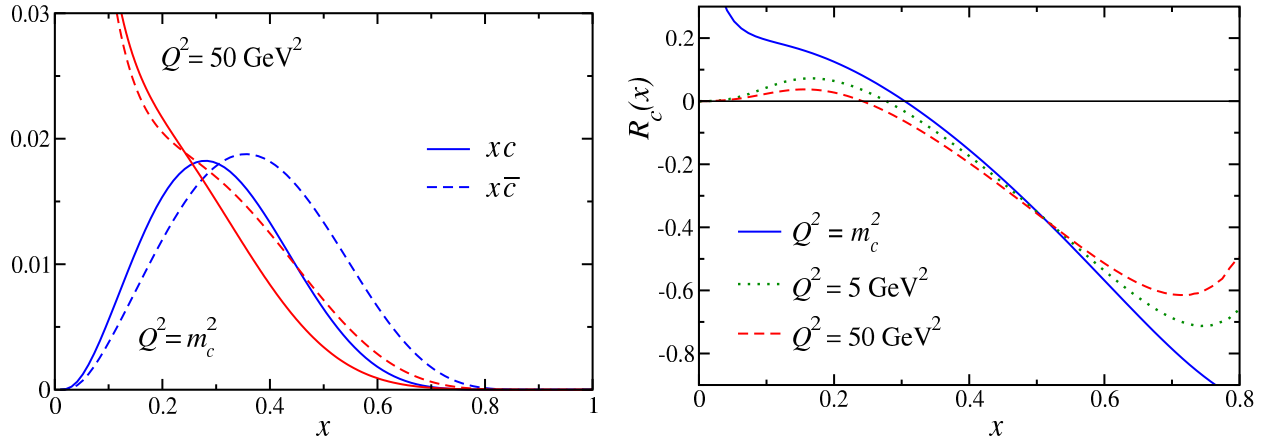 0.03
0.02
0.01
0
Q² = 50 GeV²
x c
x c̅
Q² = m_c²
0 0.2 0.4 0.6 0.8 1
x
R_c(x)
0.2
0
-0.2
-0.4
-0.6
-0.8
Q² = m_c²
Q² = 5 GeV²
Q² = 50 GeV²
0 0.2 0.4 0.6 0.8
x